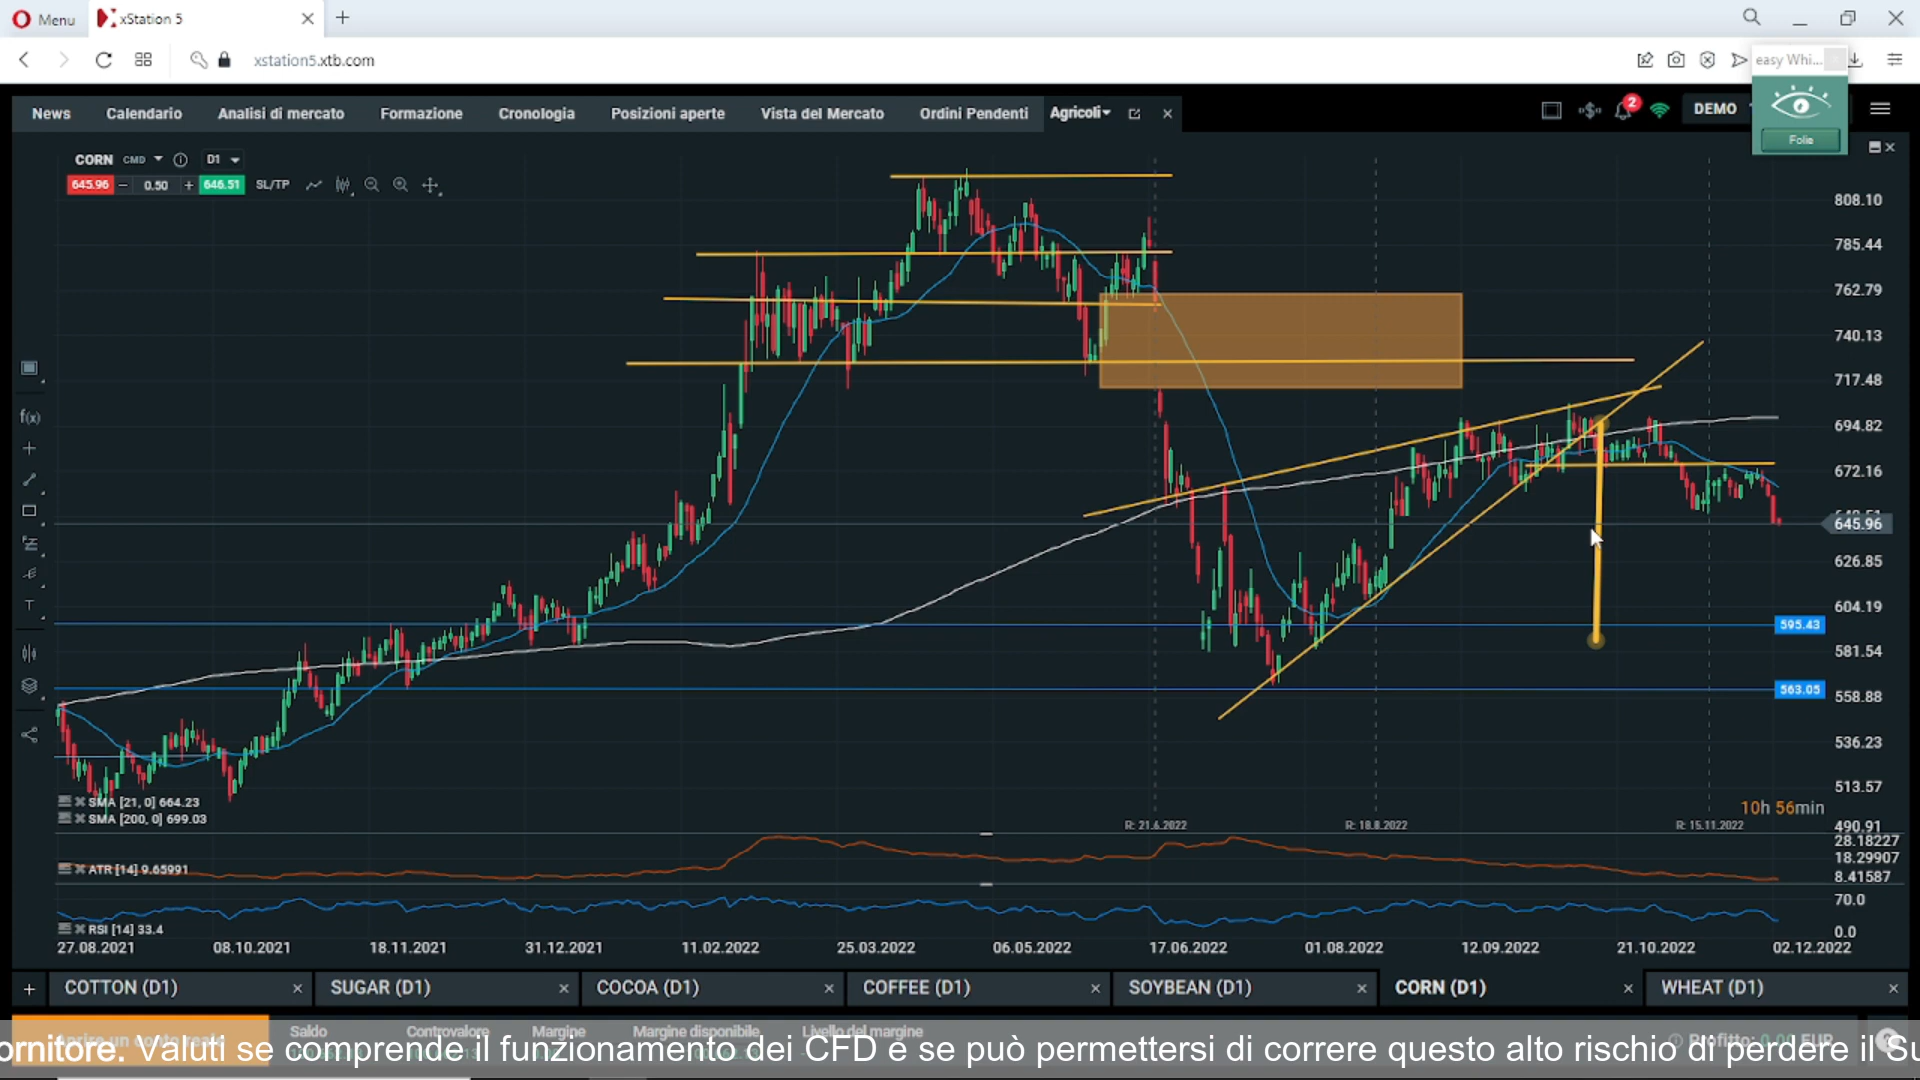 Menu
xStation 5
xstation5.xtb.com
easy Whi...
Folie
News Calendario Analisi di mercato Formazione Cronologia Posizioni aperte Vista del Mercato Ordini Pendenti Agricoli
2
DEMO
CORN CMD D1
645.96 0.50 646.51 SL/TP
808.10
785.44
762.79
740.13
717.48
694.82
672.16
645.96
626.85
604.19
595.43
581.54
563.05
558.88
536.23
513.57
490.91
f(x)
T
SMA [21, 0] 664.23
SMA [200, 0] 699.03
10h 56min
R: 21.6.2022 R: 18.8.2022 R: 15.11.2022
28.18227
18.29907
8.41587
ATR [14] 9.65991
70.0
0.0
RSI [14] 33.4
27.08.2021 08.10.2021 18.11.2021 31.12.2021 11.02.2022 25.03.2022 06.05.2022 17.06.2022 01.08.2022 12.09.2022 21.10.2022 02.12.2022
COTTON (D1) SUGAR (D1) COCOA (D1) COFFEE (D1) SOYBEAN (D1) CORN (D1) WHEAT (D1)
Saldo Controvalore Margine Margine disponibile Livello del margine
Profitto: 0.00 EUR
ornitore. Valuti se comprende il funzionamento dei CFD e se può permettersi di correre questo alto rischio di perdere il Su